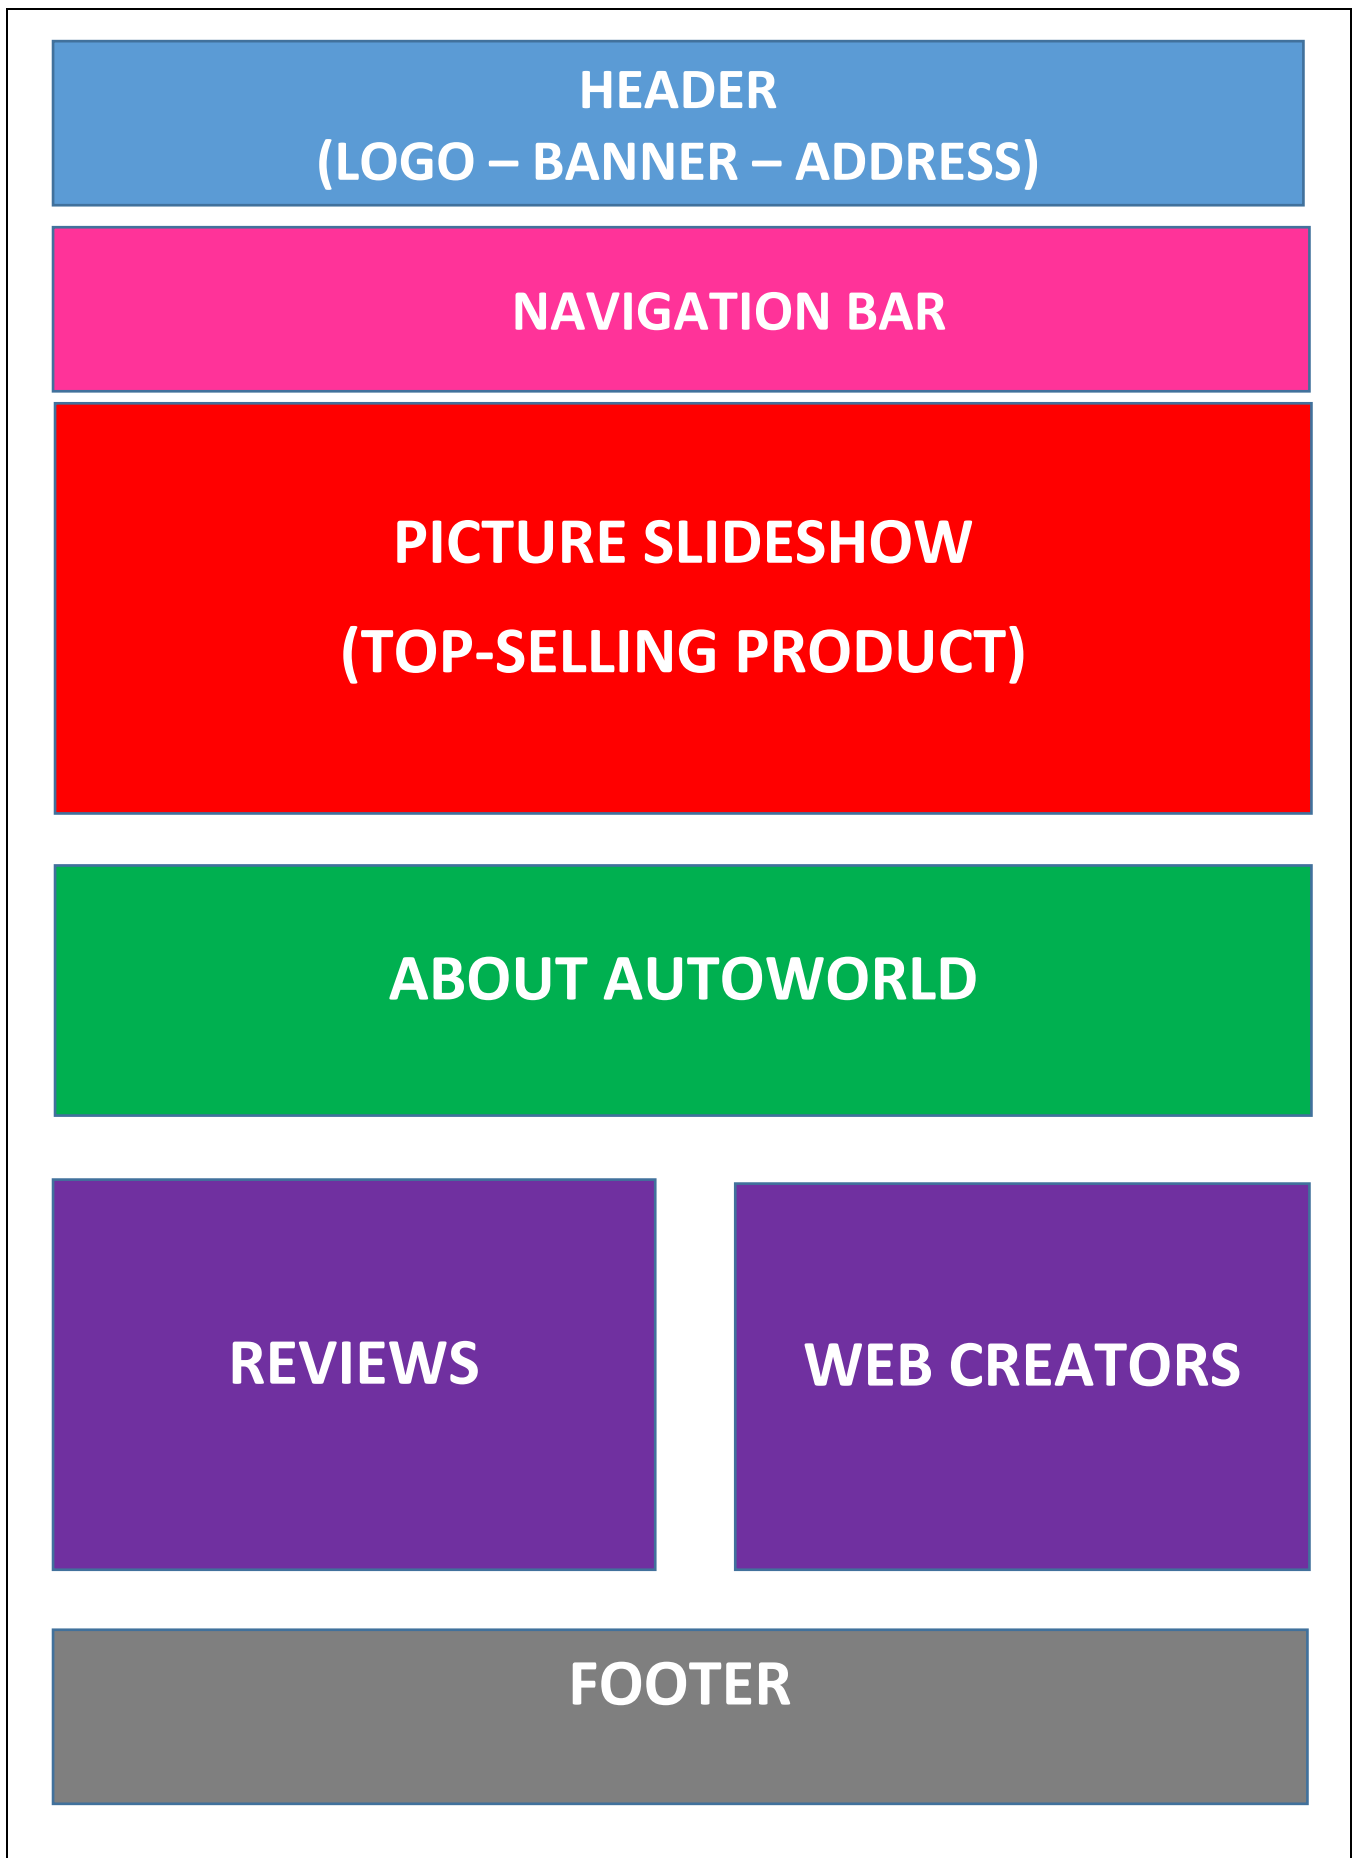 HEADER
(LOGO – BANNER – ADDRESS)
NAVIGATION BAR
PICTURE SLIDESHOW
(TOP-SELLING PRODUCT)
ABOUT AUTOWORLD
REVIEWS
WEB CREATORS
FOOTER